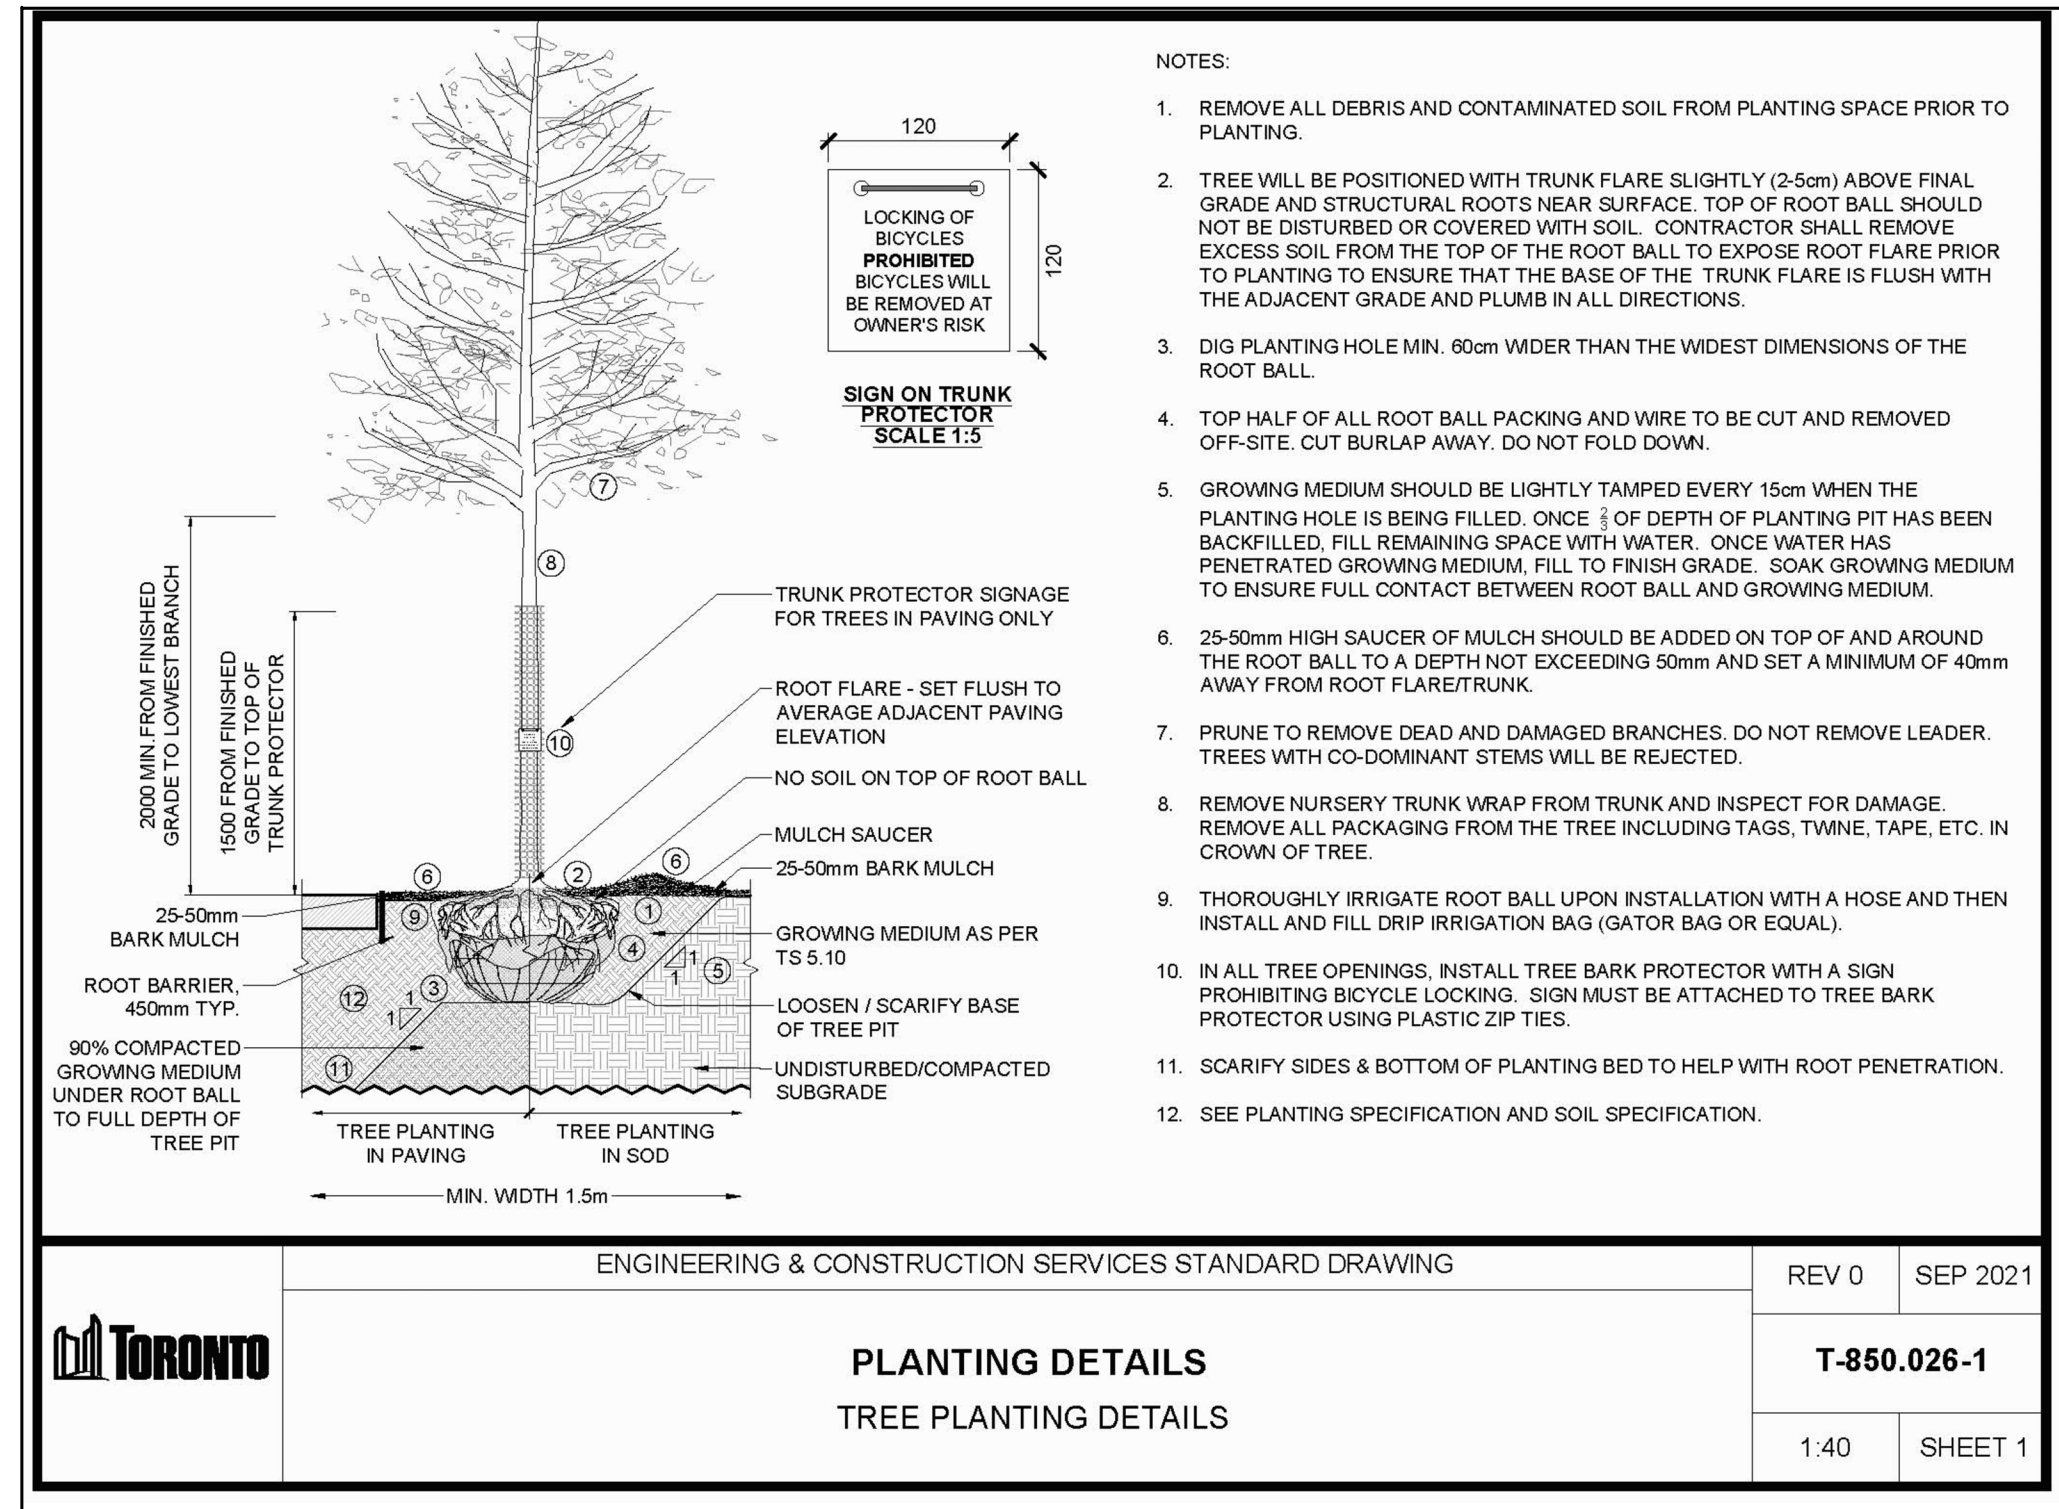 120
120
LOCKING OF
BICYCLES
PROHIBITED
BICYCLES WILL
BE REMOVED AT
OWNER'S RISK
SIGN ON TRUNK
PROTECTOR
SCALE 1:5
7
8
2000 MIN.FROM FINISHED
GRADE TO LOWEST BRANCH
1500 FROM FINISHED
GRADE TO TOP OF
TRUNK PROTECTOR
TRUNK PROTECTOR SIGNAGE
FOR TREES IN PAVING ONLY
ROOT FLARE - SET FLUSH TO
AVERAGE ADJACENT PAVING
ELEVATION
10
NO SOIL ON TOP OF ROOT BALL
MULCH SAUCER
25-50mm BARK MULCH
6
2
6
25-50mm
BARK MULCH
9
1
GROWING MEDIUM AS PER
TS 5.10
4
1
1
5
ROOT BARRIER,
450mm TYP.
12
3
1
1
LOOSEN / SCARIFY BASE
OF TREE PIT
90% COMPACTED
GROWING MEDIUM
UNDER ROOT BALL
TO FULL DEPTH OF
TREE PIT
11
UNDISTURBED/COMPACTED
SUBGRADE
TREE PLANTING
IN PAVING
TREE PLANTING
IN SOD
MIN. WIDTH 1.5m
NOTES:
1. REMOVE ALL DEBRIS AND CONTAMINATED SOIL FROM PLANTING SPACE PRIOR TO
PLANTING.
2. TREE WILL BE POSITIONED WITH TRUNK FLARE SLIGHTLY (2-5cm) ABOVE FINAL
GRADE AND STRUCTURAL ROOTS NEAR SURFACE. TOP OF ROOT BALL SHOULD
NOT BE DISTURBED OR COVERED WITH SOIL. CONTRACTOR SHALL REMOVE
EXCESS SOIL FROM THE TOP OF THE ROOT BALL TO EXPOSE ROOT FLARE PRIOR
TO PLANTING TO ENSURE THAT THE BASE OF THE TRUNK FLARE IS FLUSH WITH
THE ADJACENT GRADE AND PLUMB IN ALL DIRECTIONS.
3. DIG PLANTING HOLE MIN. 60cm WIDER THAN THE WIDEST DIMENSIONS OF THE
ROOT BALL.
4. TOP HALF OF ALL ROOT BALL PACKING AND WIRE TO BE CUT AND REMOVED
OFF-SITE. CUT BURLAP AWAY. DO NOT FOLD DOWN.
5. GROWING MEDIUM SHOULD BE LIGHTLY TAMPED EVERY 15cm WHEN THE
PLANTING HOLE IS BEING FILLED. ONCE 2/3 OF DEPTH OF PLANTING PIT HAS BEEN
BACKFILLED, FILL REMAINING SPACE WITH WATER. ONCE WATER HAS
PENETRATED GROWING MEDIUM, FILL TO FINISH GRADE. SOAK GROWING MEDIUM
TO ENSURE FULL CONTACT BETWEEN ROOT BALL AND GROWING MEDIUM.
6. 25-50mm HIGH SAUCER OF MULCH SHOULD BE ADDED ON TOP OF AND AROUND
THE ROOT BALL TO A DEPTH NOT EXCEEDING 50mm AND SET A MINIMUM OF 40mm
AWAY FROM ROOT FLARE/TRUNK.
7. PRUNE TO REMOVE DEAD AND DAMAGED BRANCHES. DO NOT REMOVE LEADER.
TREES WITH CO-DOMINANT STEMS WILL BE REJECTED.
8. REMOVE NURSERY TRUNK WRAP FROM TRUNK AND INSPECT FOR DAMAGE.
REMOVE ALL PACKAGING FROM THE TREE INCLUDING TAGS, TWINE, TAPE, ETC. IN
CROWN OF TREE.
9. THOROUGHLY IRRIGATE ROOT BALL UPON INSTALLATION WITH A HOSE AND THEN
INSTALL AND FILL DRIP IRRIGATION BAG (GATOR BAG OR EQUAL).
10. IN ALL TREE OPENINGS, INSTALL TREE BARK PROTECTOR WITH A SIGN
PROHIBITING BICYCLE LOCKING. SIGN MUST BE ATTACHED TO TREE BARK
PROTECTOR USING PLASTIC ZIP TIES.
11. SCARIFY SIDES & BOTTOM OF PLANTING BED TO HELP WITH ROOT PENETRATION.
12. SEE PLANTING SPECIFICATION AND SOIL SPECIFICATION.
TORONTO
ENGINEERING & CONSTRUCTION SERVICES STANDARD DRAWING
PLANTING DETAILS
TREE PLANTING DETAILS
REV 0
SEP 2021
T-850.026-1
1:40
SHEET 1